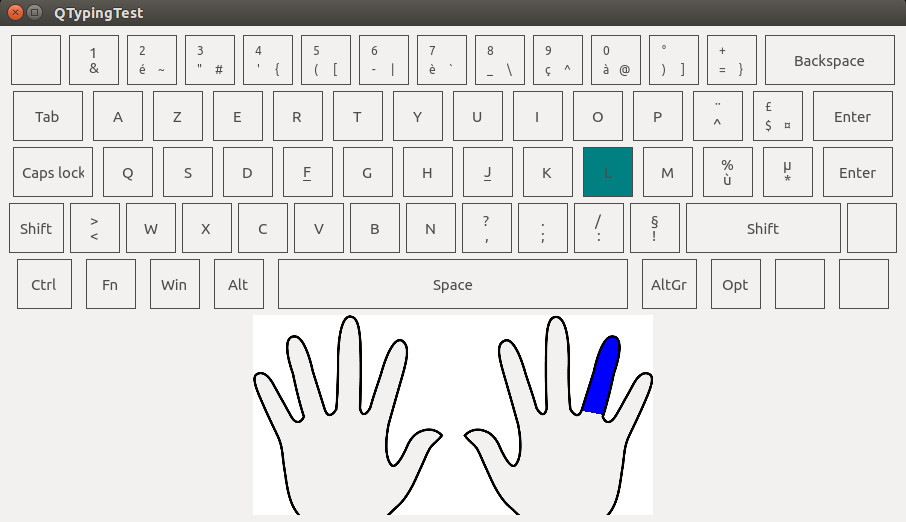 QTypingTest
1 2 3 4 5 6 7 8 9 0 ° +
& é ~ " # ' { ( [ - | è ` _ \ ç ^ à @ ) ] = } Backspace
Tab A Z E R T Y U I O P ¨ ^ £ $ ¤ Enter
Caps lock Q S D F G H J K L M % ù µ * Enter
Shift > < W X C V B N ? , . ; / : § ! Shift
Ctrl Fn Win Alt Space AltGr Opt